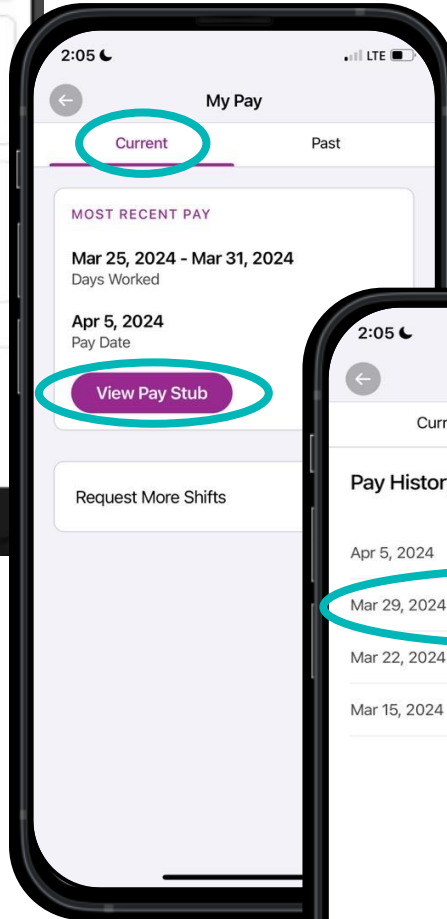 2:05
LTE
My Pay
Current
Past
MOST RECENT PAY
Mar 25, 2024 - Mar 31, 2024
Days Worked
Apr 5, 2024
Pay Date
View Pay Stub
Request More Shifts
2:05
Curr
Pay Histor
Apr 5, 2024
Mar 29, 2024
Mar 22, 2024
Mar 15, 2024